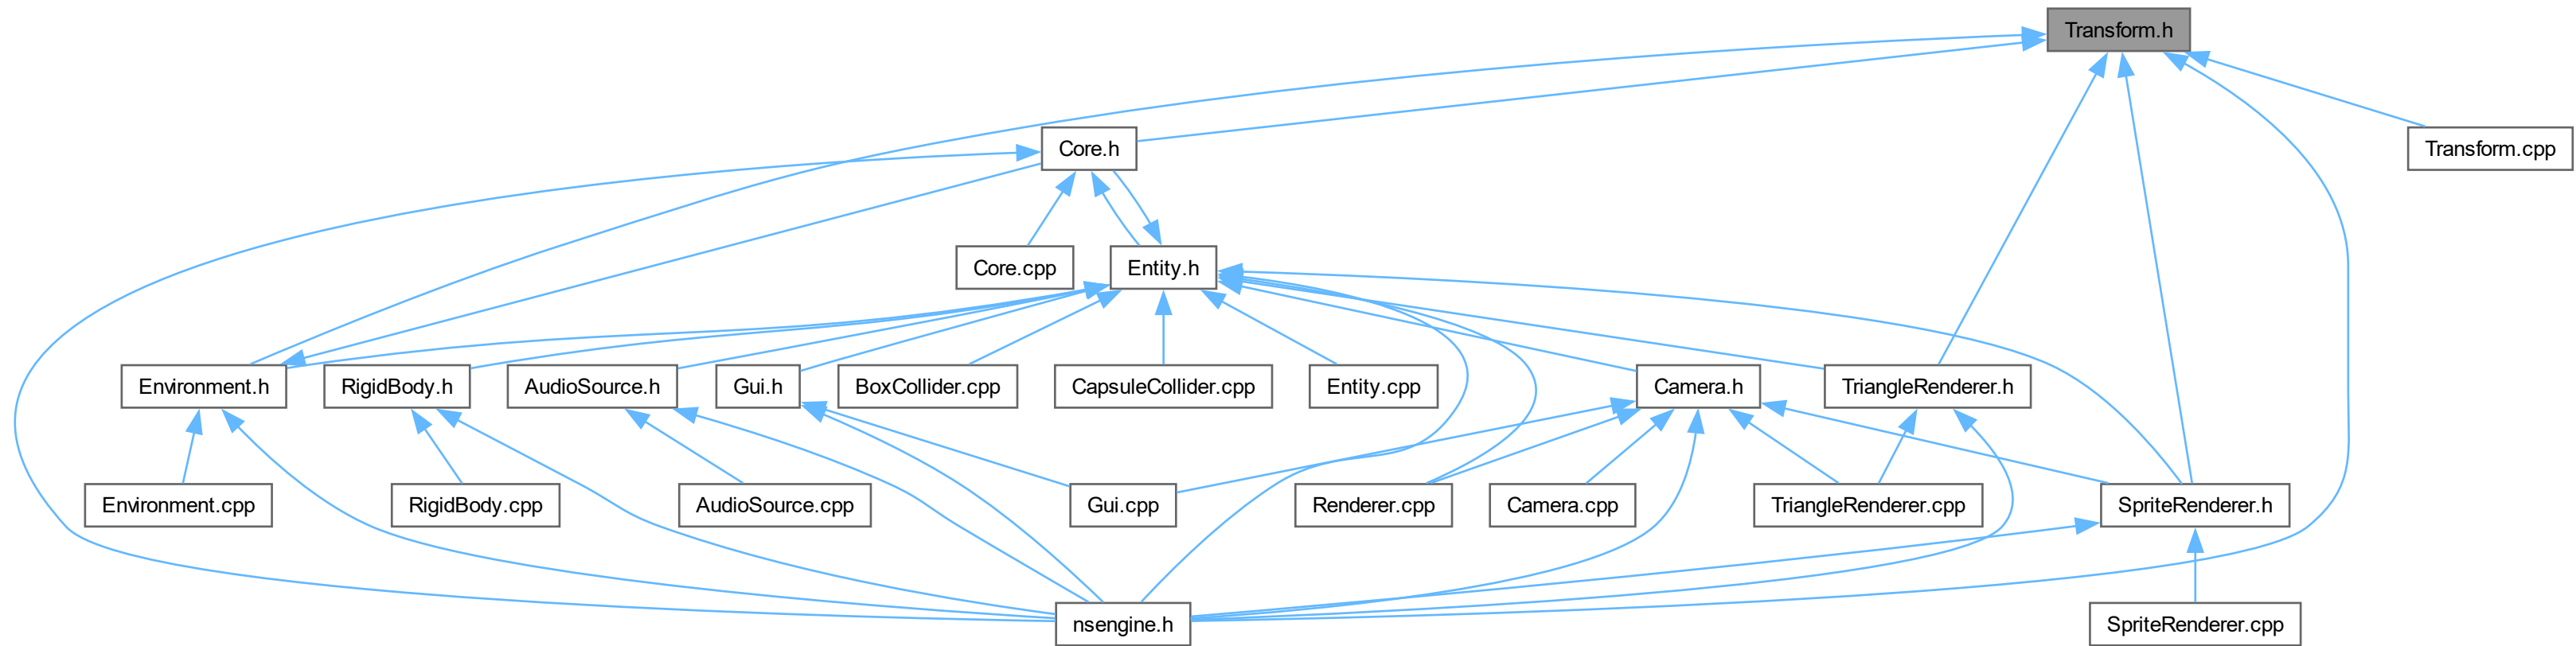 Transform.h
Core.h
Transform.cpp
Core.cpp
Entity.h
Environment.h
RigidBody.h
AudioSource.h
Gui.h
BoxCollider.cpp
CapsuleCollider.cpp
Entity.cpp
Camera.h
TriangleRenderer.h
Environment.cpp
RigidBody.cpp
AudioSource.cpp
Gui.cpp
Renderer.cpp
Camera.cpp
TriangleRenderer.cpp
SpriteRenderer.h
nsengine.h
SpriteRenderer.cpp